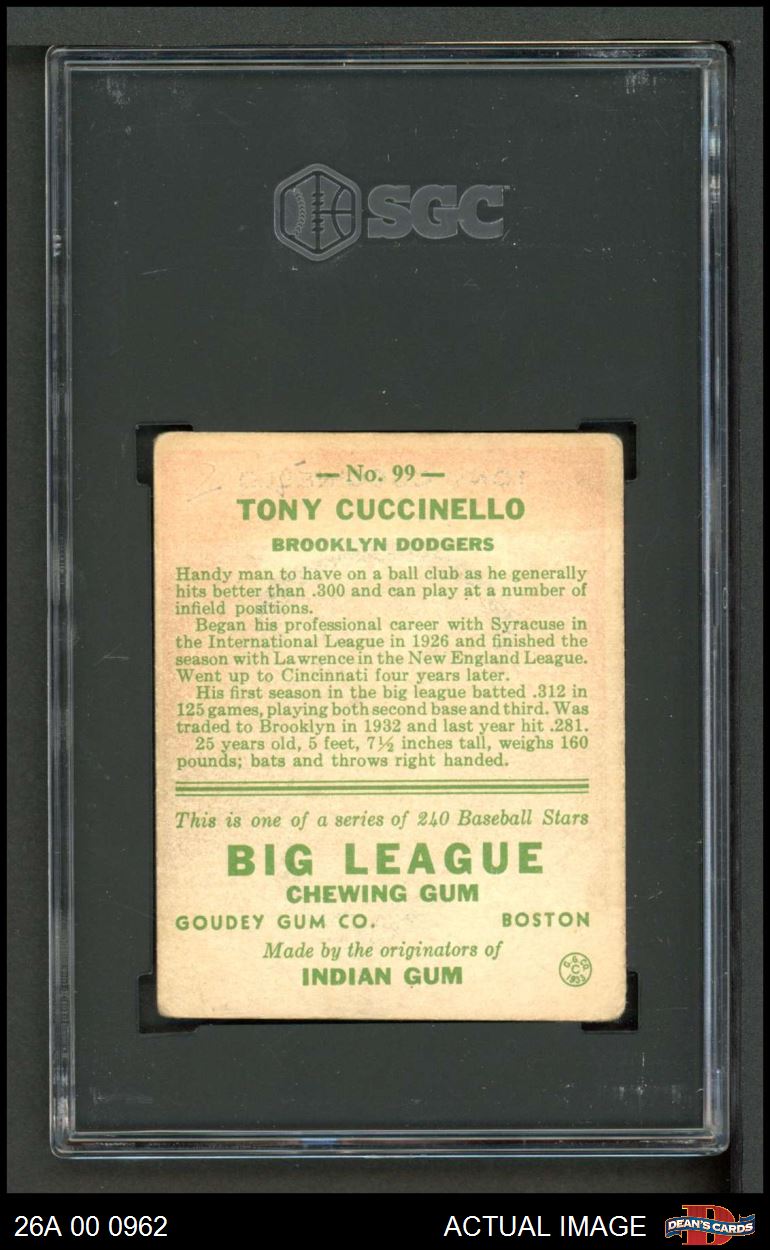 SGC
— No. 99 —
TONY CUCCINELLO
BROOKLYN DODGERS
Handy man to have on a ball club as he generally
hits better than .300 and can play at a number of
infield positions.
Began his professional career with Syracuse in
the International League in 1926 and finished the
season with Lawrence in the New England League.
Went up to Cincinnati four years later.
His first season in the big league batted .312 in
125 games, playing both second base and third. Was
traded to Brooklyn in 1932 and last year hit .281.
25 years old, 5 feet, 7½ inches tall, weighs 160
pounds; bats and throws right handed.
This is one of a series of 240 Baseball Stars
BIG LEAGUE
CHEWING GUM
GOUDEY GUM CO. BOSTON
Made by the originators of
INDIAN GUM
G.G.CO.
C
1933
26A 00 0962 ACTUAL IMAGE DEAN'S CARDS